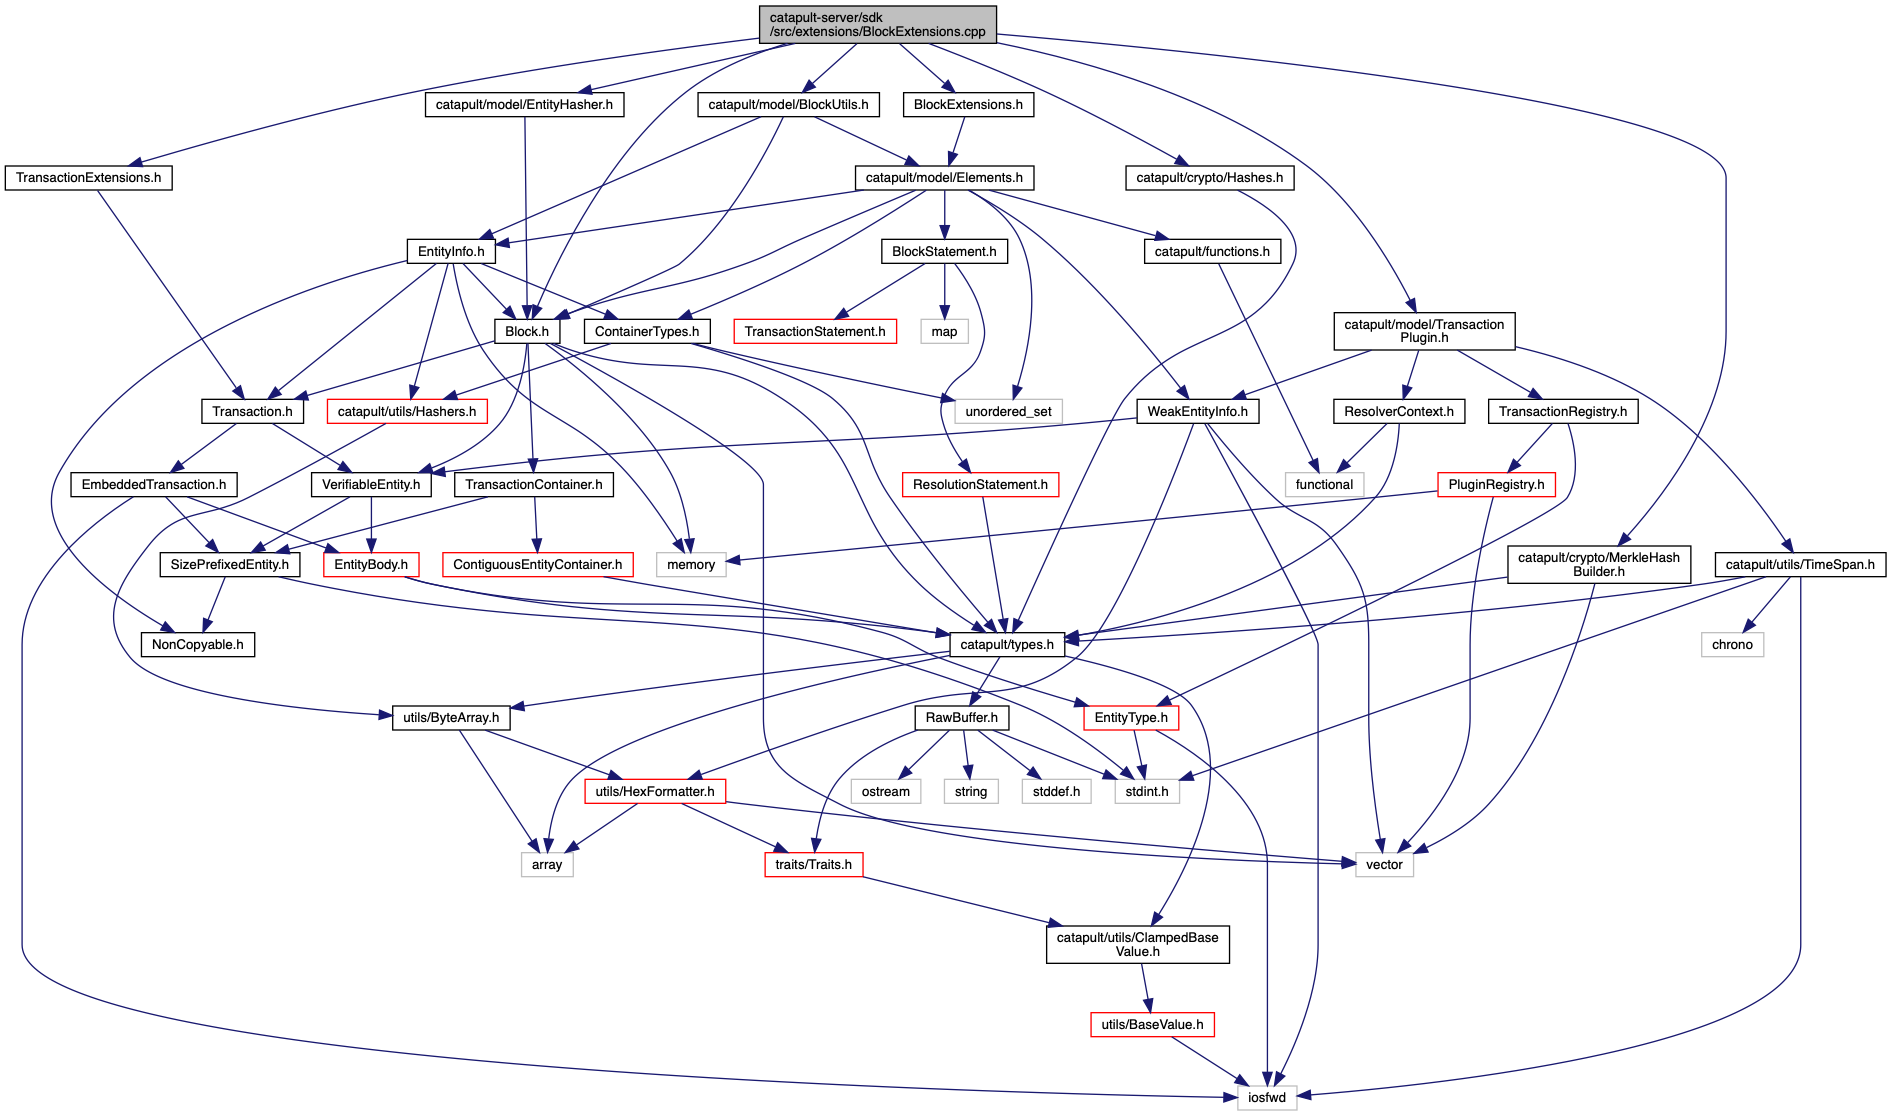 catapult-server/sdk
/src/extensions/BlockExtensions.cpp
catapult/model/EntityHasher.h
catapult/model/BlockUtils.h
BlockExtensions.h
TransactionExtensions.h
catapult/model/Elements.h
catapult/crypto/Hashes.h
EntityInfo.h
BlockStatement.h
catapult/functions.h
Block.h
ContainerTypes.h
TransactionStatement.h
map
catapult/model/Transaction
Plugin.h
Transaction.h
catapult/utils/Hashers.h
unordered_set
WeakEntityInfo.h
ResolverContext.h
TransactionRegistry.h
EmbeddedTransaction.h
VerifiableEntity.h
TransactionContainer.h
ResolutionStatement.h
functional
PluginRegistry.h
SizePrefixedEntity.h
EntityBody.h
ContiguousEntityContainer.h
memory
catapult/crypto/MerkleHash
Builder.h
catapult/utils/TimeSpan.h
NonCopyable.h
catapult/types.h
chrono
utils/ByteArray.h
RawBuffer.h
EntityType.h
utils/HexFormatter.h
ostream
string
stddef.h
stdint.h
array
traits/Traits.h
vector
catapult/utils/ClampedBase
Value.h
utils/BaseValue.h
iosfwd